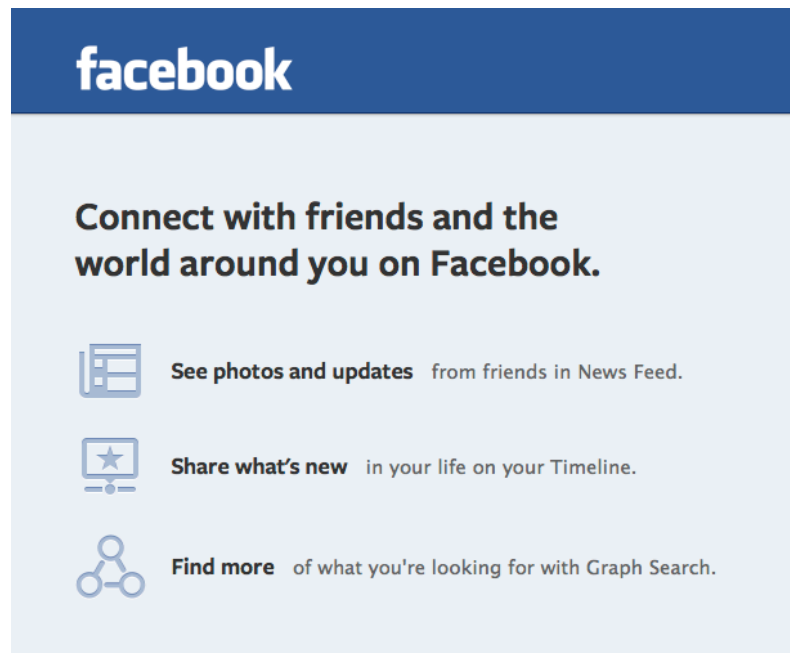 facebook
Connect with friends and the
world around you on Facebook.
See photos and updates from friends in News Feed.
Share what's new in your life on your Timeline.
Find more of what you're looking for with Graph Search.